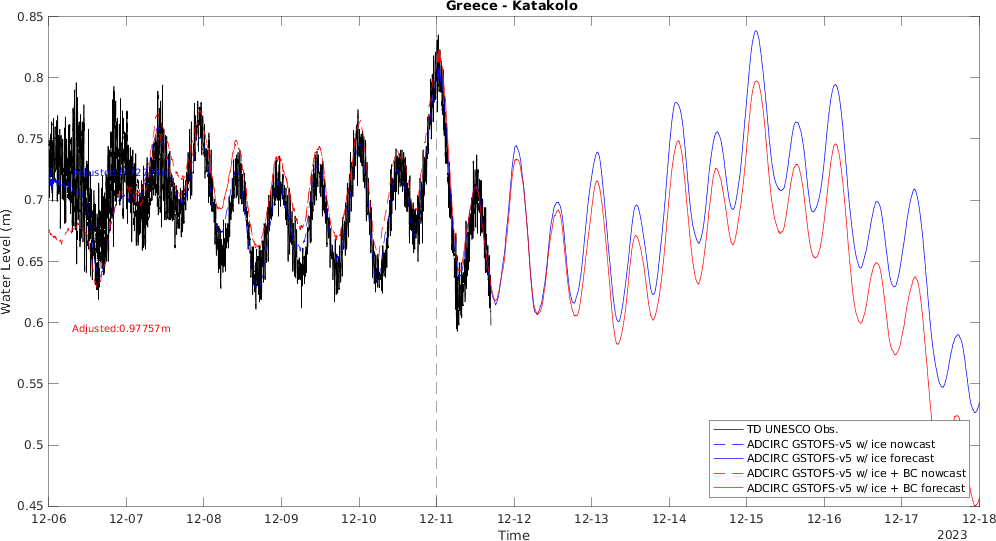 Greece - Katakolo
0.85
0.8
0.75
0.7
0.65
0.6
0.55
0.5
0.45
Water Level (m)
Adjusted:0.97757m
TD UNESCO Obs.
ADCIRC GSTOFS-v5 w/ ice nowcast
ADCIRC GSTOFS-v5 w/ ice forecast
ADCIRC GSTOFS-v5 w/ ice + BC nowcast
ADCIRC GSTOFS-v5 w/ ice + BC forecast
12-06 12-07 12-08 12-09 12-10 12-11 12-12 12-13 12-14 12-15 12-16 12-17 12-18
Time
2023